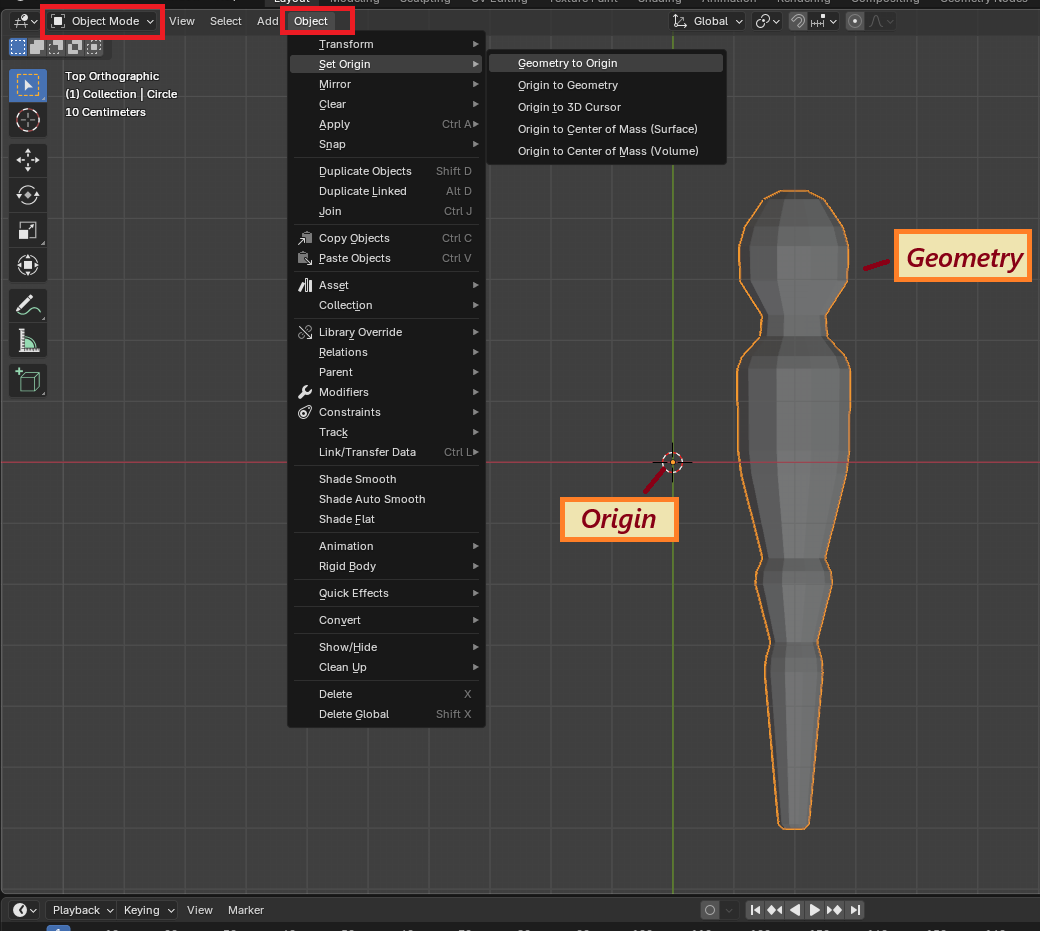 Object Mode View Select Add Object Global
Top Orthographic
(1) Collection | Circle
10 Centimeters
Transform
Set Origin
Mirror
Clear
Apply Ctrl A
Snap
Duplicate Objects Shift D
Duplicate Linked Alt D
Join Ctrl J
Copy Objects Ctrl C
Paste Objects Ctrl V
Asset
Collection
Library Override
Relations
Parent
Modifiers
Constraints
Track
Link/Transfer Data Ctrl L
Shade Smooth
Shade Auto Smooth
Shade Flat
Animation
Rigid Body
Quick Effects
Convert
Show/Hide
Clean Up
Delete X
Delete Global Shift X
Geometry to Origin
Origin to Geometry
Origin to 3D Cursor
Origin to Center of Mass (Surface)
Origin to Center of Mass (Volume)
Geometry
Origin
Playback Keying View Marker